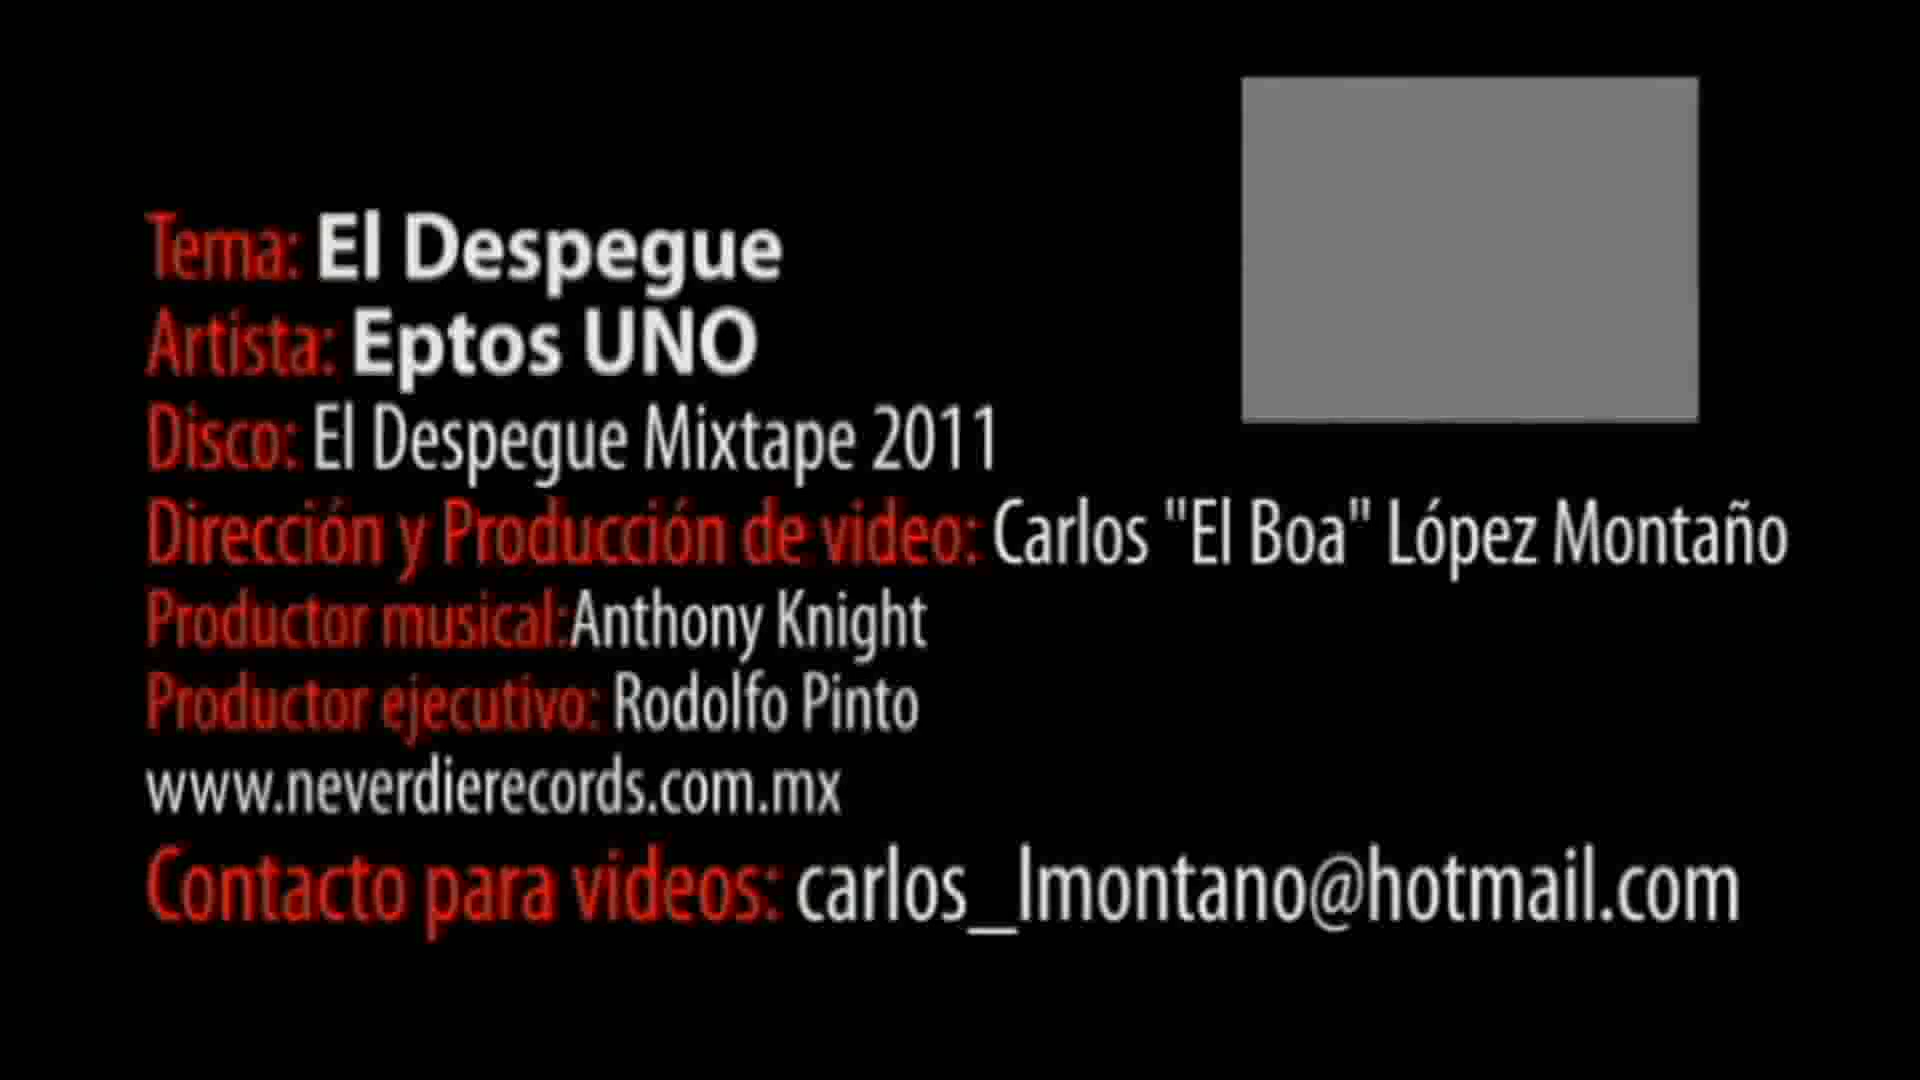 Tema: El Despegue
Artista: Eptos UNO
Disco: El Despegue Mixtape 2011
Dirección y Producción de video: Carlos "El Boa" López Montaño
Productor musical:Anthony Knight
Productor ejecutivo: Rodolfo Pinto
www.neverdierecords.com.mx
Contacto para videos: carlos_lmontano@hotmail.com